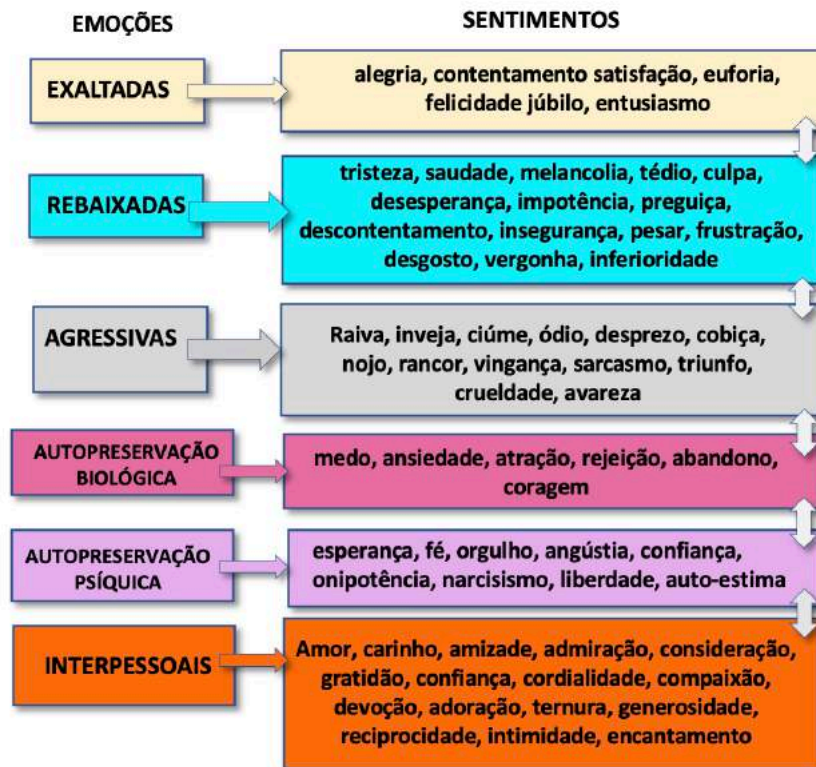 EMOÇÕES
SENTIMENTOS
EXALTADAS
alegria, contentamento satisfação, euforia,
felicidade júbilo, entusiasmo
REBAIXADAS
tristeza, saudade, melancolia, tédio, culpa,
desesperança, impotência, preguiça,
descontentamento, insegurança, pesar, frustração,
desgosto, vergonha, inferioridade
AGRESSIVAS
Raiva, inveja, ciúme, ódio, desprezo, cobiça,
nojo, rancor, vingança, sarcasmo, triunfo,
crueldade, avareza
AUTOPRESERVAÇÃO
BIOLÓGICA
medo, ansiedade, atração, rejeição, abandono,
coragem
AUTOPRESERVAÇÃO
PSÍQUICA
esperança, fé, orgulho, angústia, confiança,
onipotência, narcisismo, liberdade, auto-estima
INTERPESSOAIS
Amor, carinho, amizade, admiração, consideração,
gratidão, confiança, cordialidade, compaixão,
devoção, adoração, ternura, generosidade,
reciprocidade, intimidade, encantamento